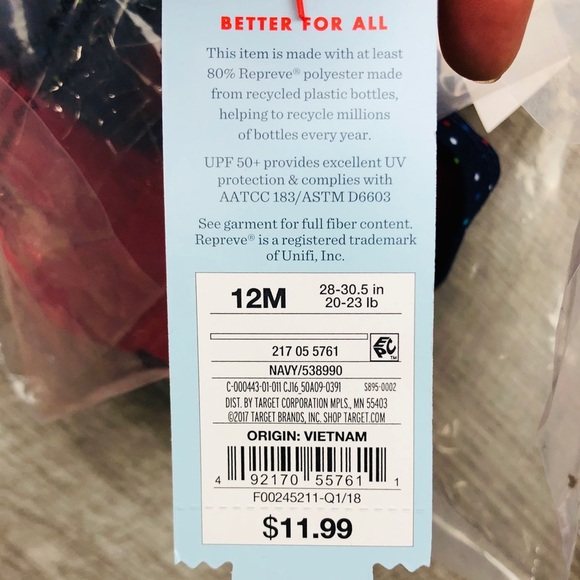 BETTER FOR ALL
This item is made with at least
80% Repreve® polyester made
from recycled plastic bottles,
helping to recycle millions
of bottles every year.
UPF 50+ provides excellent UV
protection & complies with
AATCC 183/ASTM D6603
See garment for full fiber content.
Repreve® is a registered trademark
of Unifi, Inc.
12M
28-30.5 in
20-23 lb
217 05 5761
EPC™
NAVY/538990
C-000443-01-011 CJ16_50A09-0391 S895-0002
DIST. BY TARGET CORPORATION MPLS., MN 55403
©2017 TARGET BRANDS, INC. SHOP TARGET.COM
ORIGIN: VIETNAM
4 92170 55761 1
F00245211-Q1/18
$11.99